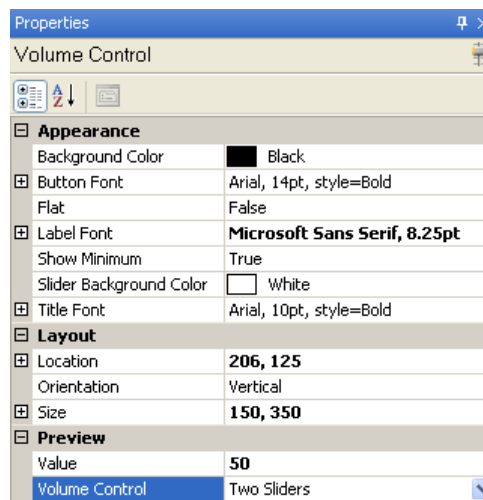 Properties
Volume Control
Appearance
Background Color Black
Button Font Arial, 14pt, style=Bold
Flat False
Label Font Microsoft Sans Serif, 8.25pt
Show Minimum True
Slider Background Color White
Title Font Arial, 10pt, style=Bold
Layout
Location 206, 125
Orientation Vertical
Size 150, 350
Preview
Value 50
Volume Control Two Sliders